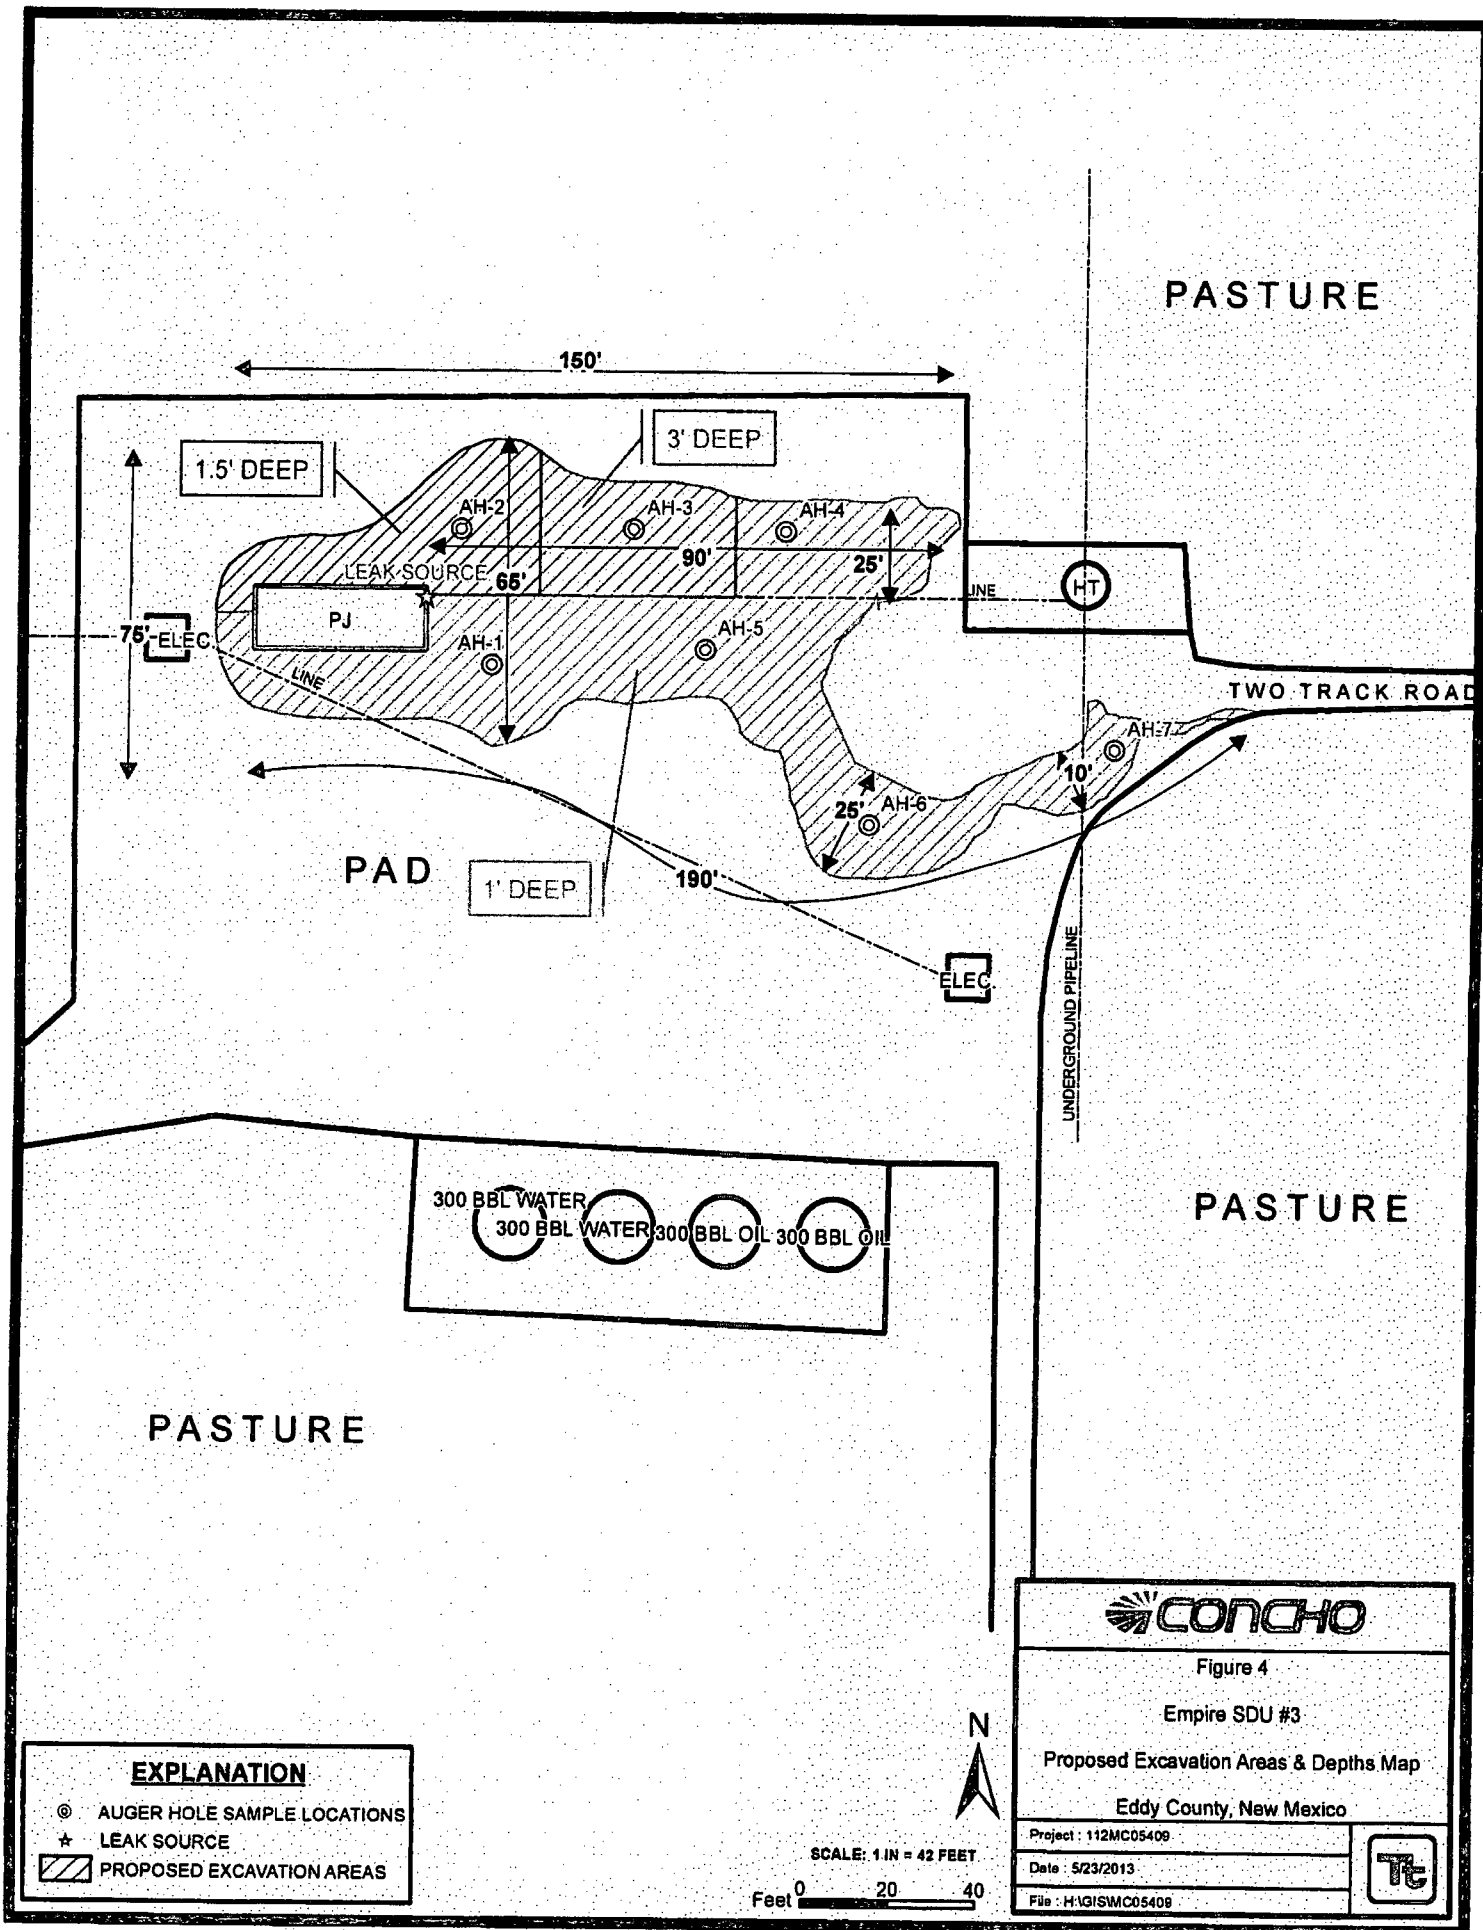 PASTURE
150'
3' DEEP
1.5' DEEP
AH-2
AH-3
AH-4
90'
25'
LEAK SOURCE
65'
LINE
HT
PJ
75'
ELEC.
AH-1
AH-5
LINE
TWO TRACK ROAD
AH-7
10'
25'
AH-6
PAD
1' DEEP
190'
ELEC.
UNDERGROUND PIPELINE
300 BBL WATER
300 BBL WATER
300 BBL OIL
300 BBL OIL
PASTURE
PASTURE
CONCHO
Figure 4
Empire SDU #3
Proposed Excavation Areas & Depths Map
Eddy County, New Mexico
Project : 112MC05409
Date : 5/23/2013
File : H:\GIS\MC05409
Tt
N
SCALE: 1 IN = 42 FEET
Feet 0 20 40
EXPLANATION
AUGER HOLE SAMPLE LOCATIONS
LEAK SOURCE
PROPOSED EXCAVATION AREAS